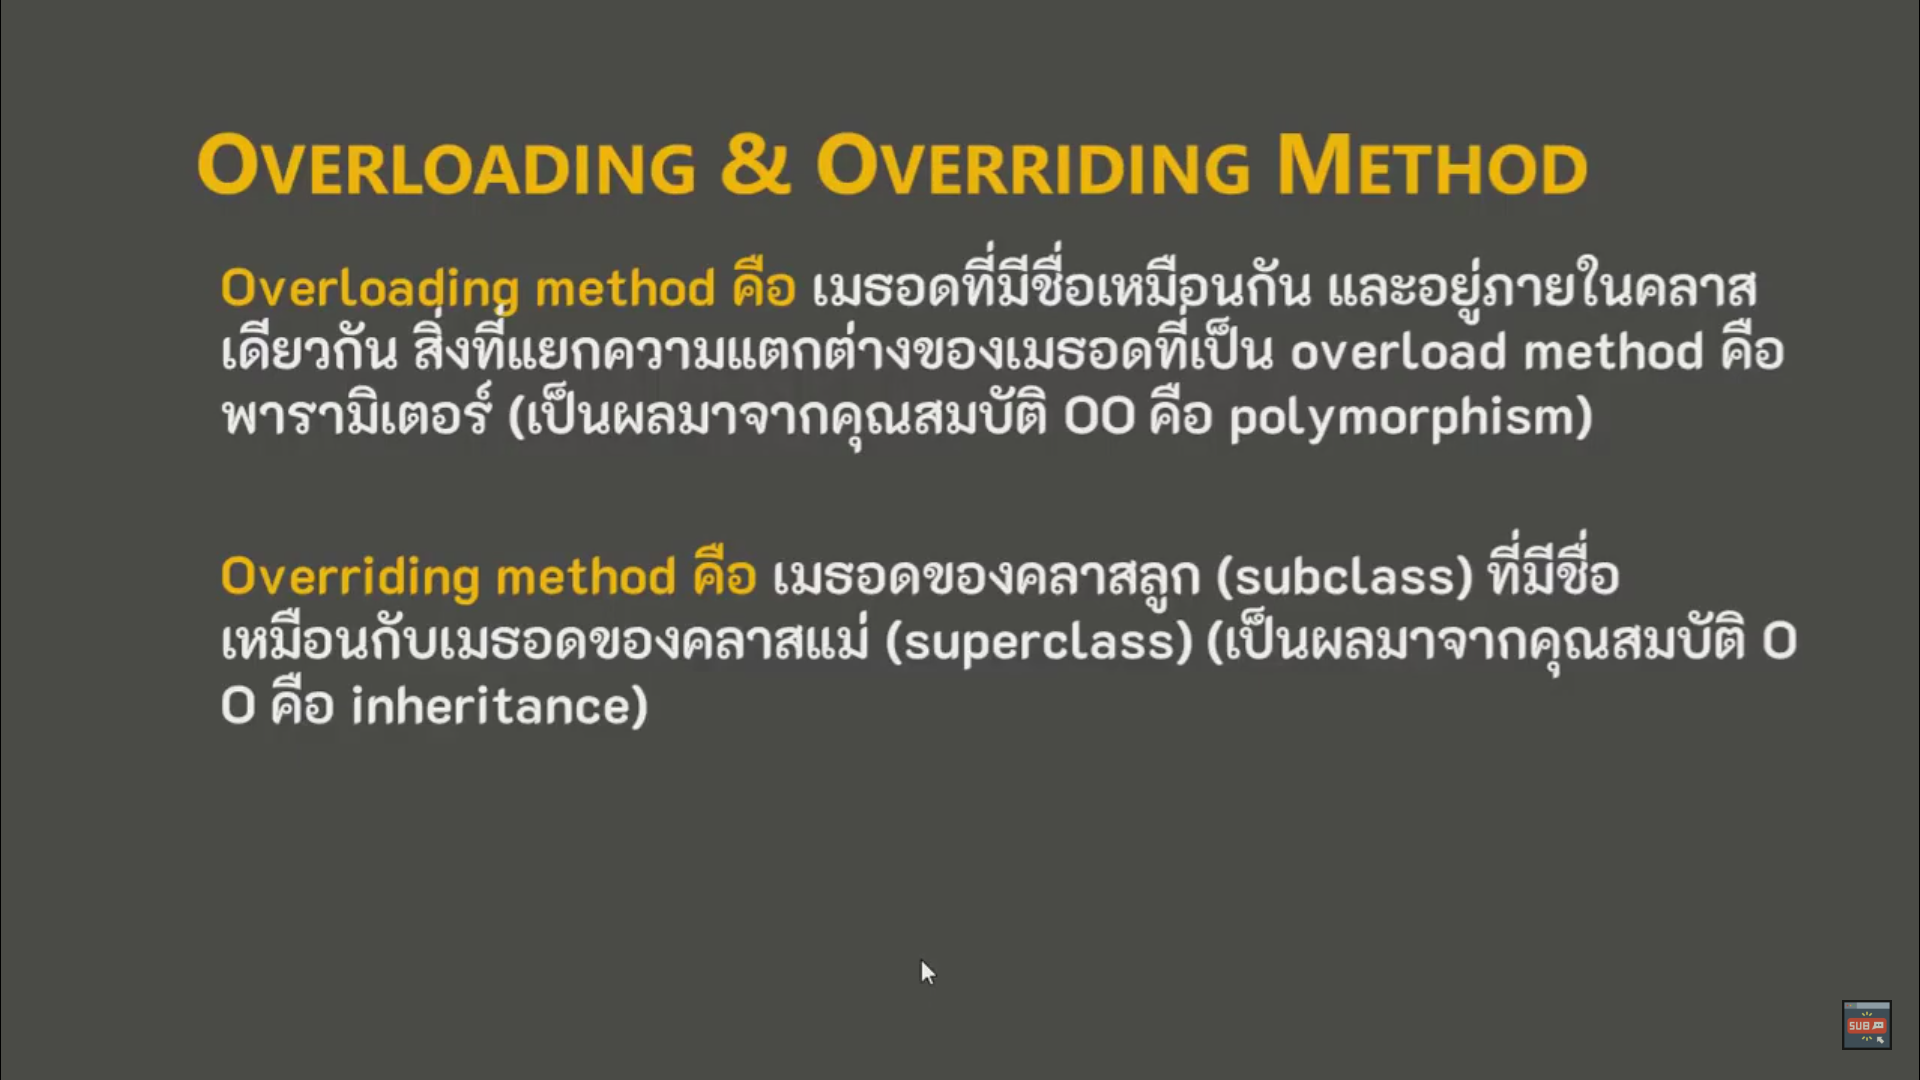 OVERLOADING & OVERRIDING METHOD
Overloading method คือ เมธอดที่มีชื่อเหมือนกัน และอยู่ภายในคลาส
เดียวกัน สิ่งที่แยกความแตกต่างของเมธอดที่เป็น overload method คือ
พารามิเตอร์ (เป็นผลมาจากคุณสมบัติ OO คือ polymorphism)
Overriding method คือ เมธอดของคลาสลูก (subclass) ที่มีชื่อ
เหมือนกับเมธอดของคลาสแม่ (superclass) (เป็นผลมาจากคุณสมบัติ O
O คือ inheritance)
SUB